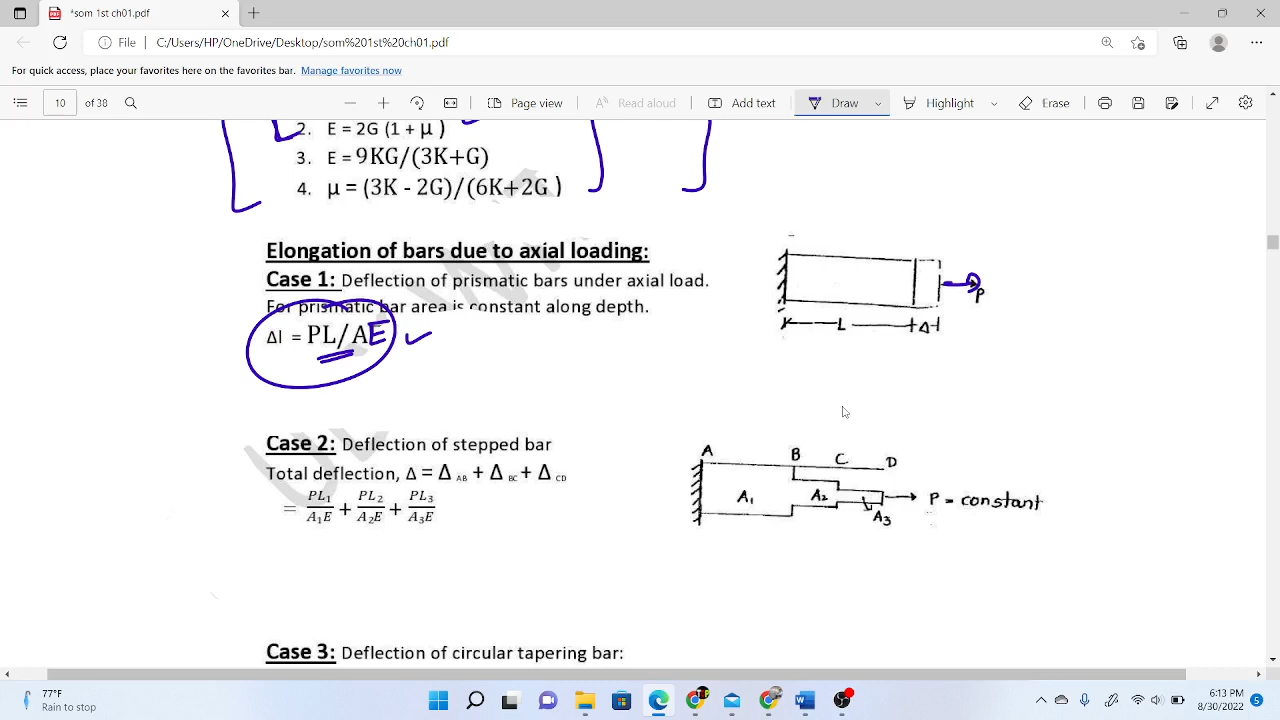 *som 1st ch01.pdf
File
C:/Users/HP/OneDrive/Desktop/som%201st%20ch01.pdf
For quick access, place your favorites here on the favorites bar. Manage favorites now
10 of 38
Page view
Read aloud
Add text
Draw
Highlight
Erase
2. E = 2G (1 + μ )
3. E = 9KG/(3K+G)
4. μ = (3K - 2G)/(6K+2G )
Elongation of bars due to axial loading:
Case 1: Deflection of prismatic bars under axial load.
For prismatic bar area is constant along depth.
Δl = PL/AE
P
L
Δ
Case 2: Deflection of stepped bar
Total deflection, Δ = Δ AB + Δ BC + Δ CD
= PL1/A1E + PL2/A2E + PL3/A3E
A B C D
A1 A2 A3
P = constant
Case 3: Deflection of circular tapering bar:
77°F
Rain to stop
6:13 PM
8/30/2022
5